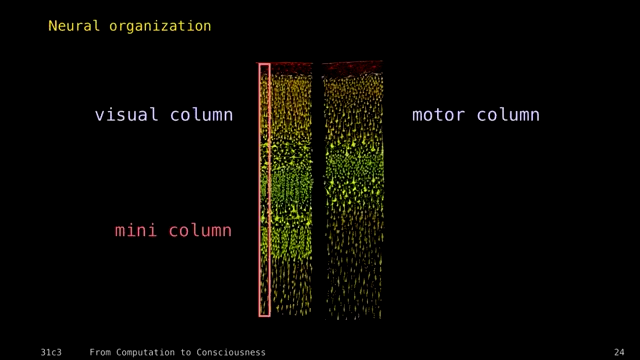 Neural organization
visual column
motor column
mini column
31c3 From Computation to Consciousness 24